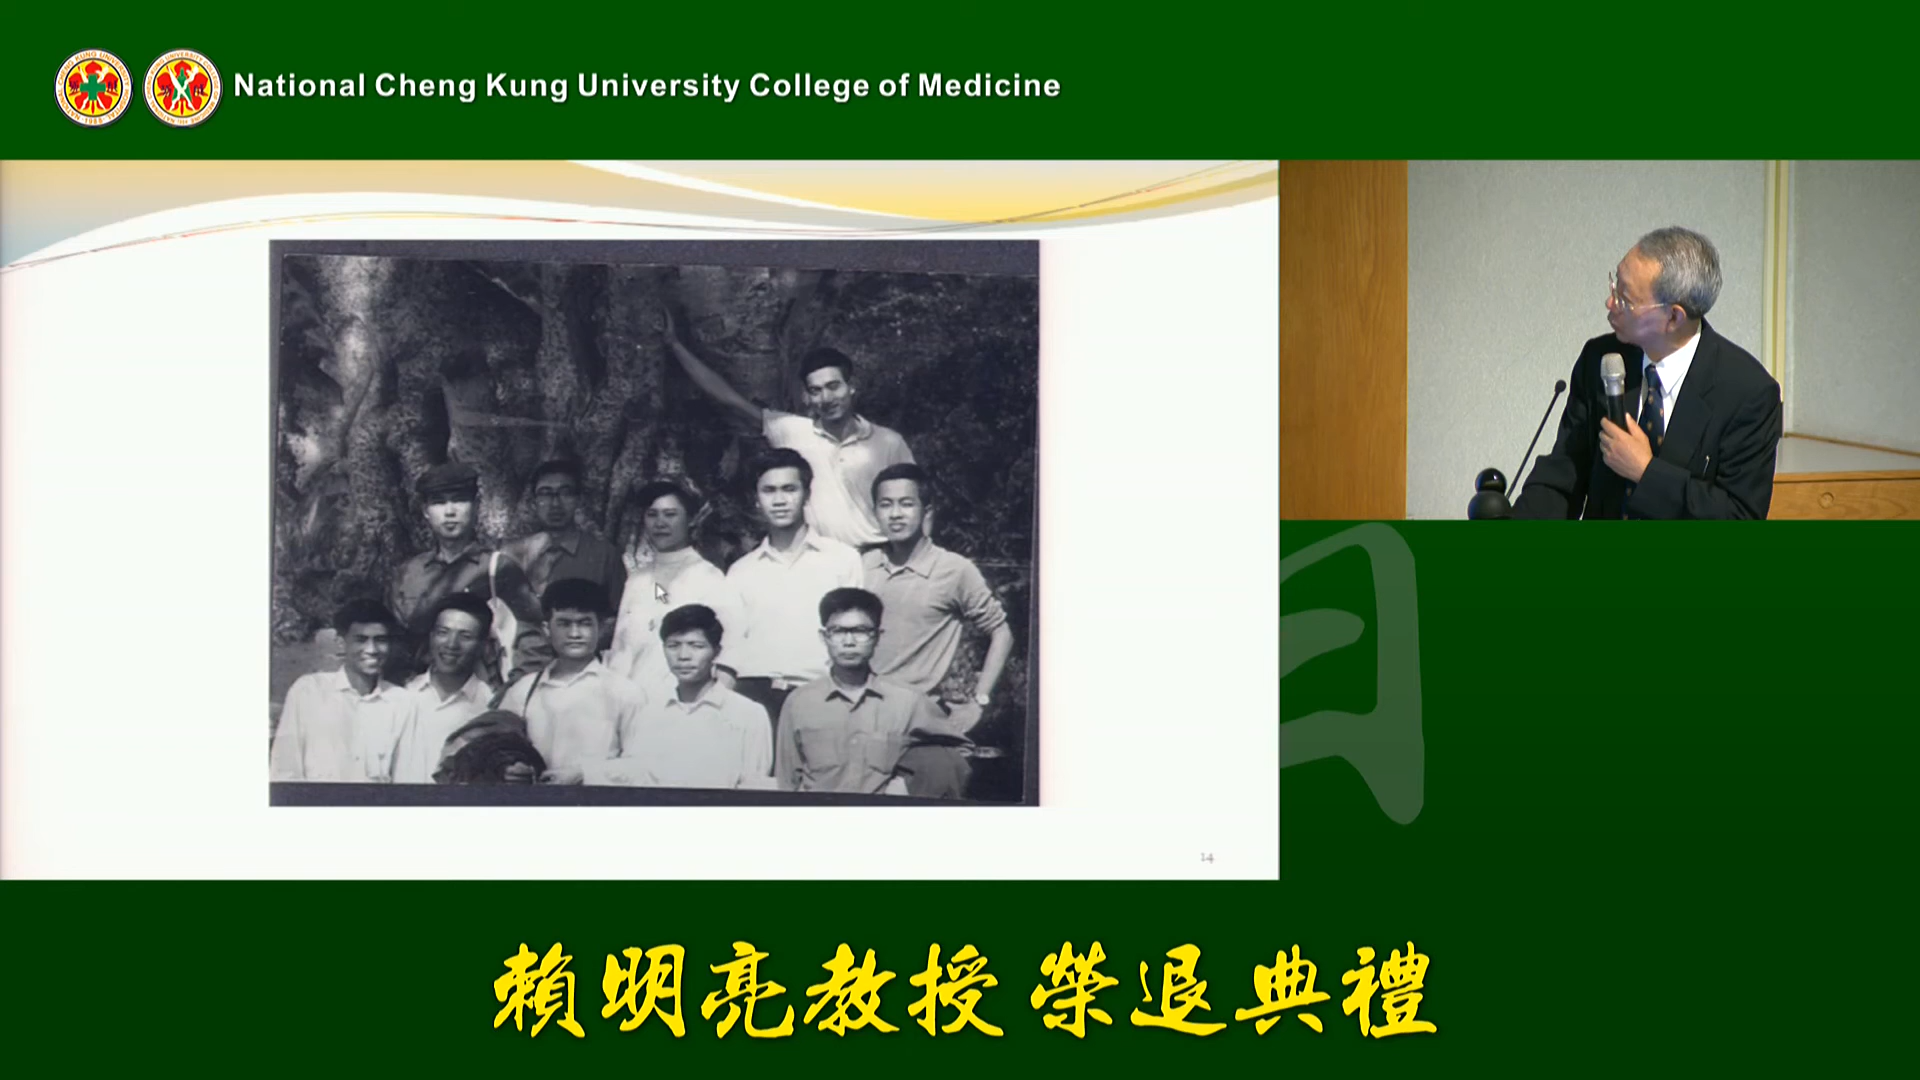 National Cheng Kung University College of Medicine
14
賴明亮教授 榮退典禮